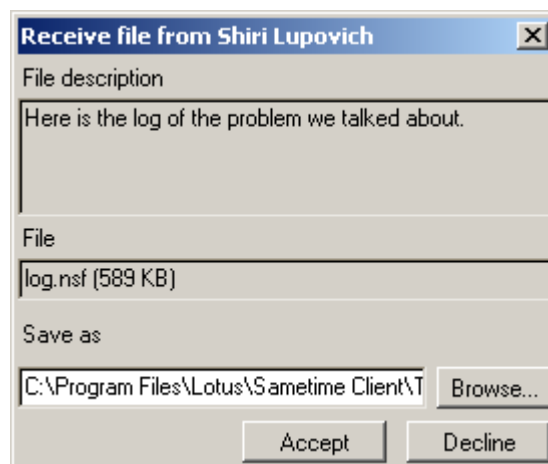 Receive file from Shiri Lupovich
File description
Here is the log of the problem we talked about.
File
log.nsf (589 KB)
Save as
C:\Program Files\Lotus\Sametime Client\T
Browse...
Accept
Decline